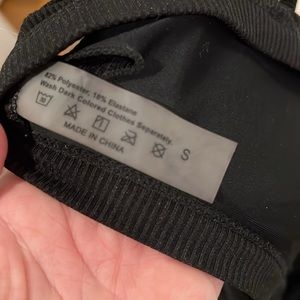 82% Polyester, 18% Elastane
Wash Dark Colored Clothes Separately.
MADE IN CHINA
S